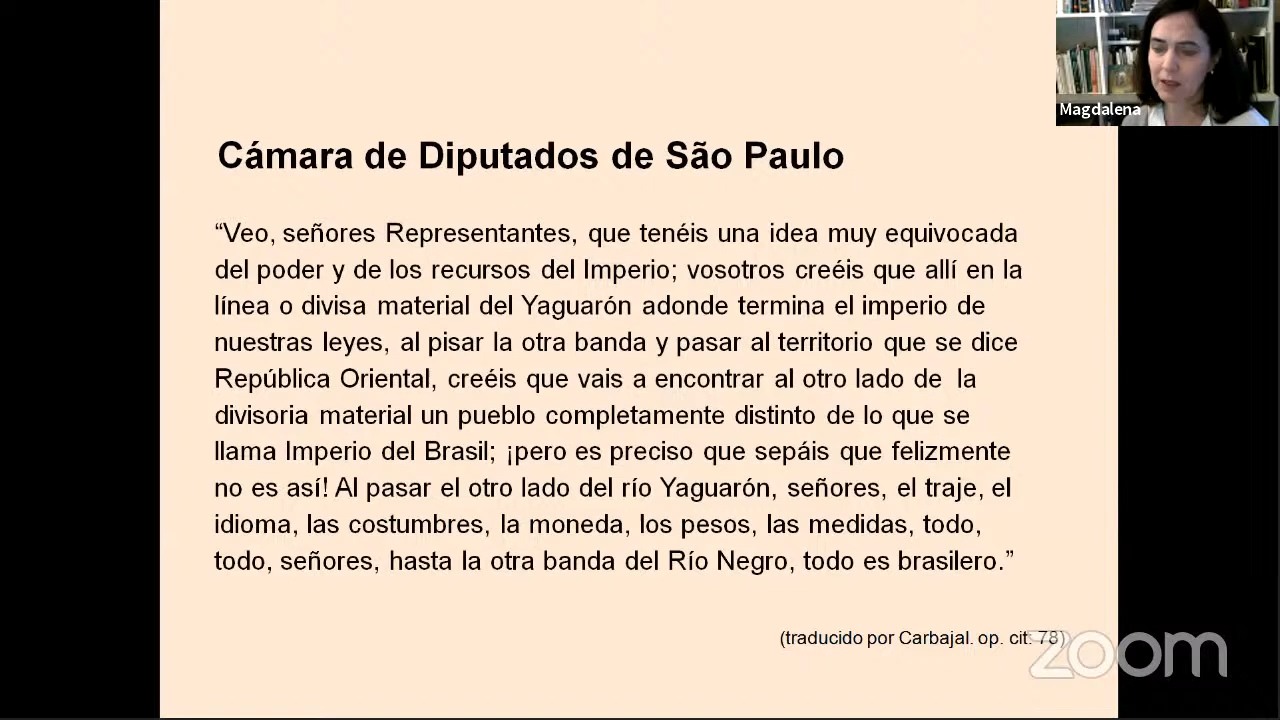 Magdalena
Cámara de Diputados de São Paulo
“Veo, señores Representantes, que tenéis una idea muy equivocada
del poder y de los recursos del Imperio; vosotros creéis que allí en la
línea o divisa material del Yaguarón adonde termina el imperio de
nuestras leyes, al pisar la otra banda y pasar al territorio que se dice
República Oriental, creéis que vais a encontrar al otro lado de la
divisoria material un pueblo completamente distinto de lo que se
llama Imperio del Brasil; ¡pero es preciso que sepáis que felizmente
no es así! Al pasar el otro lado del río Yaguarón, señores, el traje, el
idioma, las costumbres, la moneda, los pesos, las medidas, todo,
todo, señores, hasta la otra banda del Río Negro, todo es brasilero.”
(traducido por Carbajal. op. cit: 78)
zoom